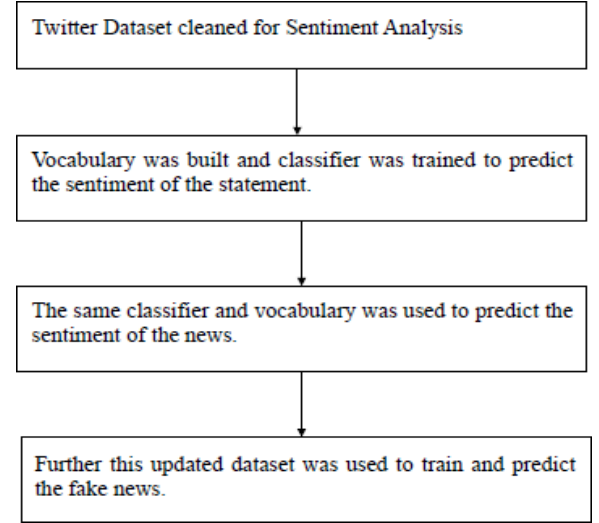 Twitter Dataset cleaned for Sentiment Analysis
Vocabulary was built and classifier was trained to predict
the sentiment of the statement.
The same classifier and vocabulary was used to predict the
sentiment of the news.
Further this updated dataset was used to train and predict
the fake news.